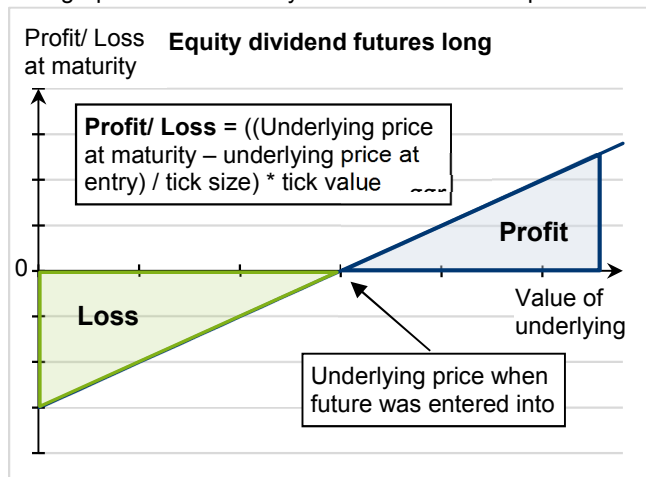 Profit/ Loss
at maturity
Equity dividend futures long
Profit/ Loss = ((Underlying price
at maturity – underlying price at
entry) / tick size) * tick value
Profit
0
Loss
Value of
underlying
Underlying price when
future was entered into